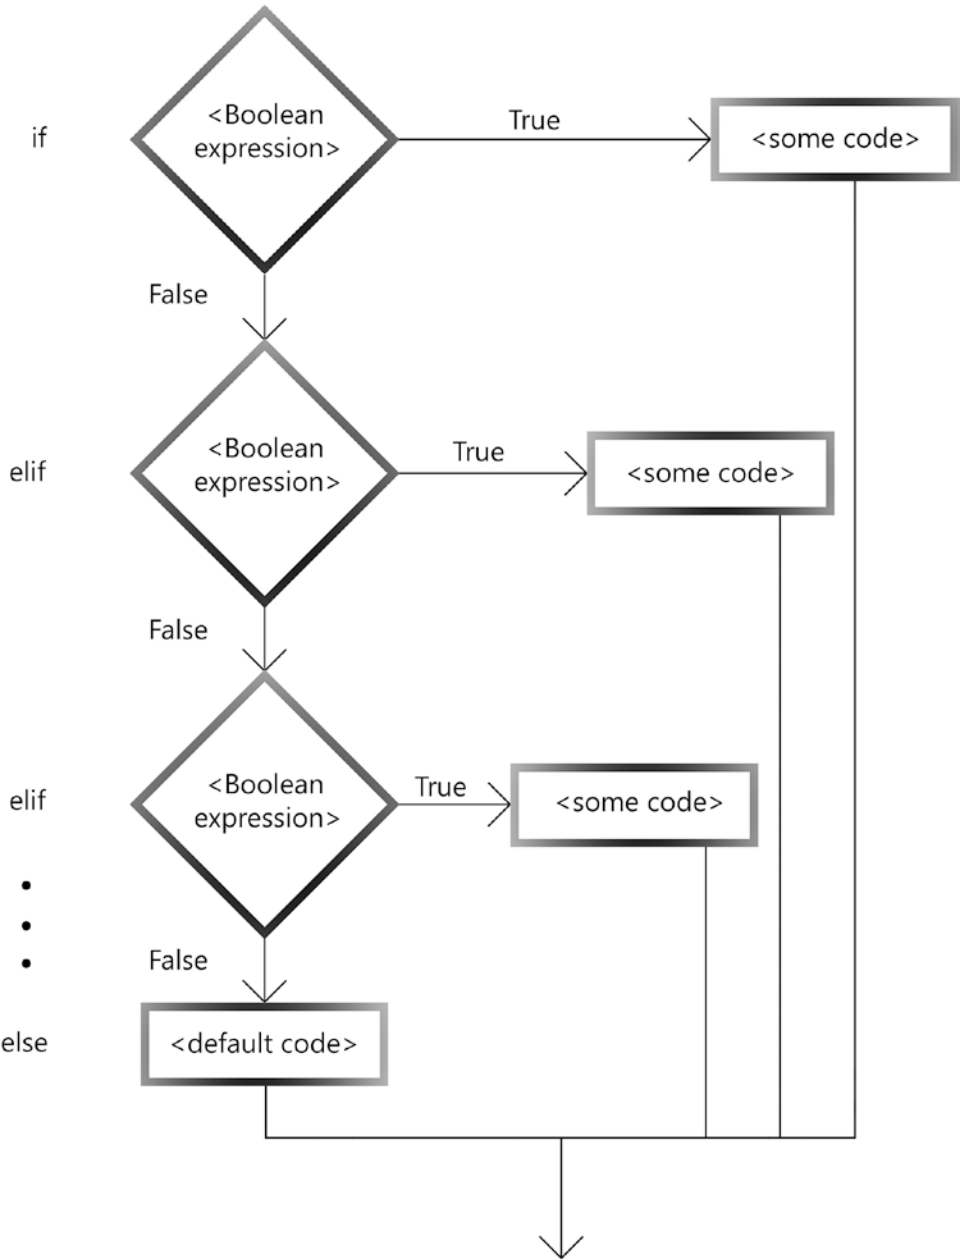 if
<Boolean
expression>
True
<some code>
False
elif
<Boolean
expression>
True
<some code>
False
elif
<Boolean
expression>
True
<some code>
False
else
<default code>